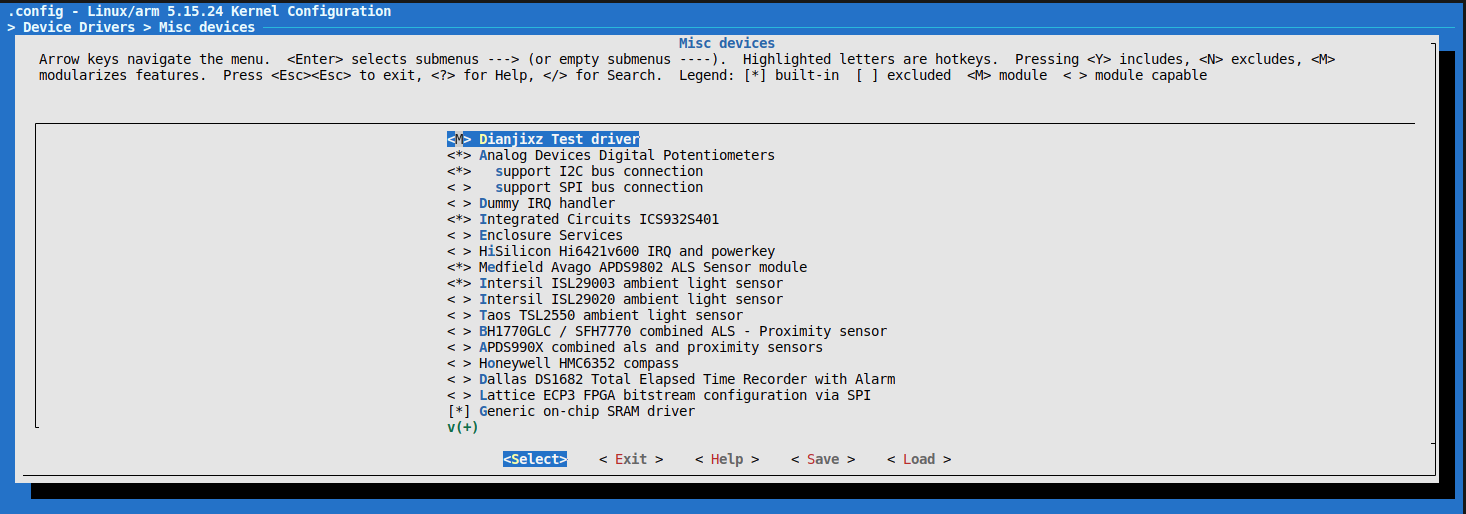 .config - Linux/arm 5.15.24 Kernel Configuration
> Device Drivers > Misc devices
Misc devices
Arrow keys navigate the menu.  <Enter> selects submenus ---> (or empty submenus ----).  Highlighted letters are hotkeys.  Pressing <Y> includes, <N> excludes, <M>
modularizes features.  Press <Esc><Esc> to exit, <?> for Help, </> for Search.  Legend: [*] built-in  [ ] excluded  <M> module  < > module capable
<M> Dianjixz Test driver
<*> Analog Devices Digital Potentiometers
<*>   support I2C bus connection
< >   support SPI bus connection
< > Dummy IRQ handler
<*> Integrated Circuits ICS932S401
< > Enclosure Services
< > HiSilicon Hi6421v600 IRQ and powerkey
<*> Medfield Avago APDS9802 ALS Sensor module
<*> Intersil ISL29003 ambient light sensor
< > Intersil ISL29020 ambient light sensor
< > Taos TSL2550 ambient light sensor
< > BH1770GLC / SFH7770 combined ALS - Proximity sensor
< > APDS990X combined als and proximity sensors
< > Honeywell HMC6352 compass
< > Dallas DS1682 Total Elapsed Time Recorder with Alarm
< > Lattice ECP3 FPGA bitstream configuration via SPI
[*] Generic on-chip SRAM driver
v(+)
<Select>    < Exit >    < Help >    < Save >    < Load >